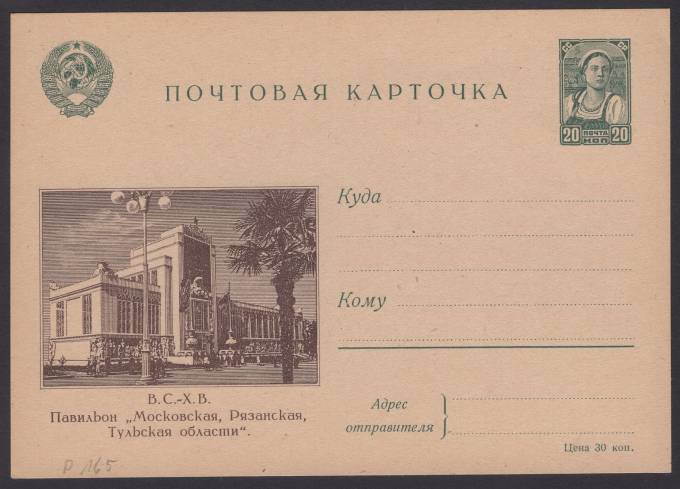 ПОЧТОВАЯ КАРТОЧКА
20 ПОЧТА 20
КОП
Куда
Кому
В.С.-Х.В.
Павильон „Московская, Рязанская,
Тульская области“.
Адрес
отправителя
Цена 30 коп.
р 165